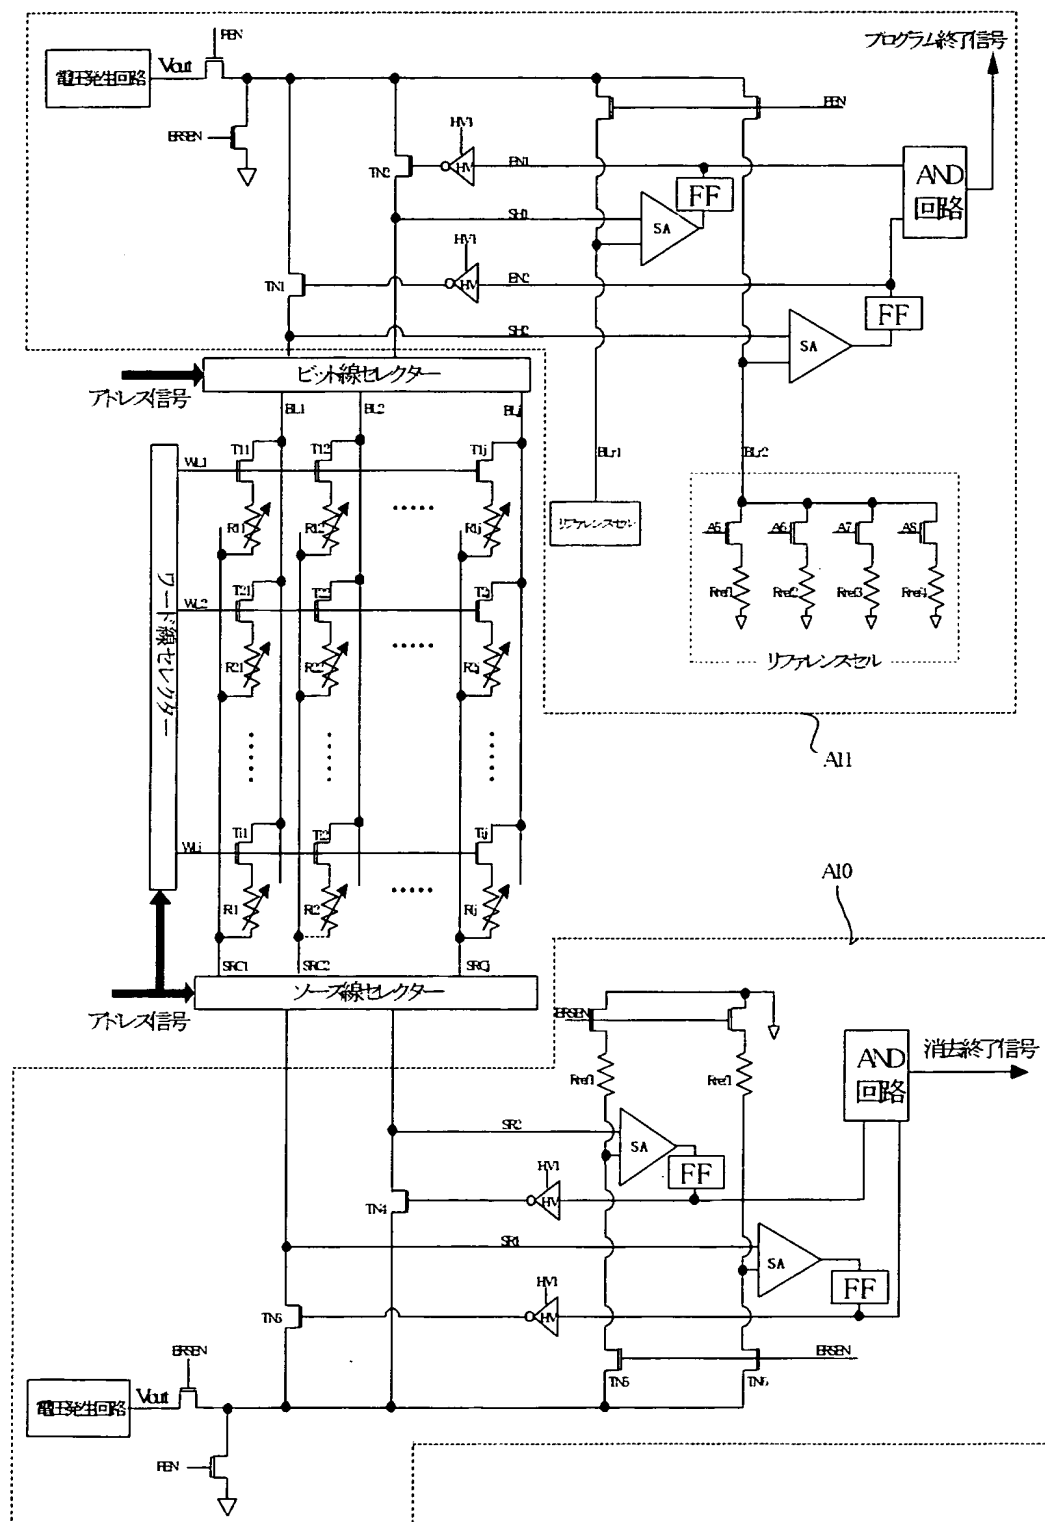 PEN
プログラム終了信号
電圧発生回路
Vout
PEN
ERSEN
HV1
TN2
HV
EN1
FF
AND
回路
SH1
SA
HV1
TN1
HV
EN2
FF
SH2
SA
ビット線セレクター
アドレス信号
BL1
BL2
BLj
BLr1
BLr2
WL1
T11
T12
T1j
R11
R12
R1j
リファレンスセル
A5
A6
A7
A8
Rref1
Rref2
Rref3
Rref4
リファレンスセル
ワード線セレクター
WL2
T21
T22
T2j
R21
R22
R2j
A11
WLi
Ti1
Ti2
Tij
Ri1
Ri2
Rij
A10
SRC1
SRC2
SRCj
ソース線セレクター
アドレス信号
ERSEN
Rref1
Rref1
AND
回路
消去終了信号
SR2
SA
FF
HV1
TN4
HV
SR1
SA
FF
HV1
HV
ERSEN
ERSEN
TN5
TN6
電圧発生回路
Vout
PEN